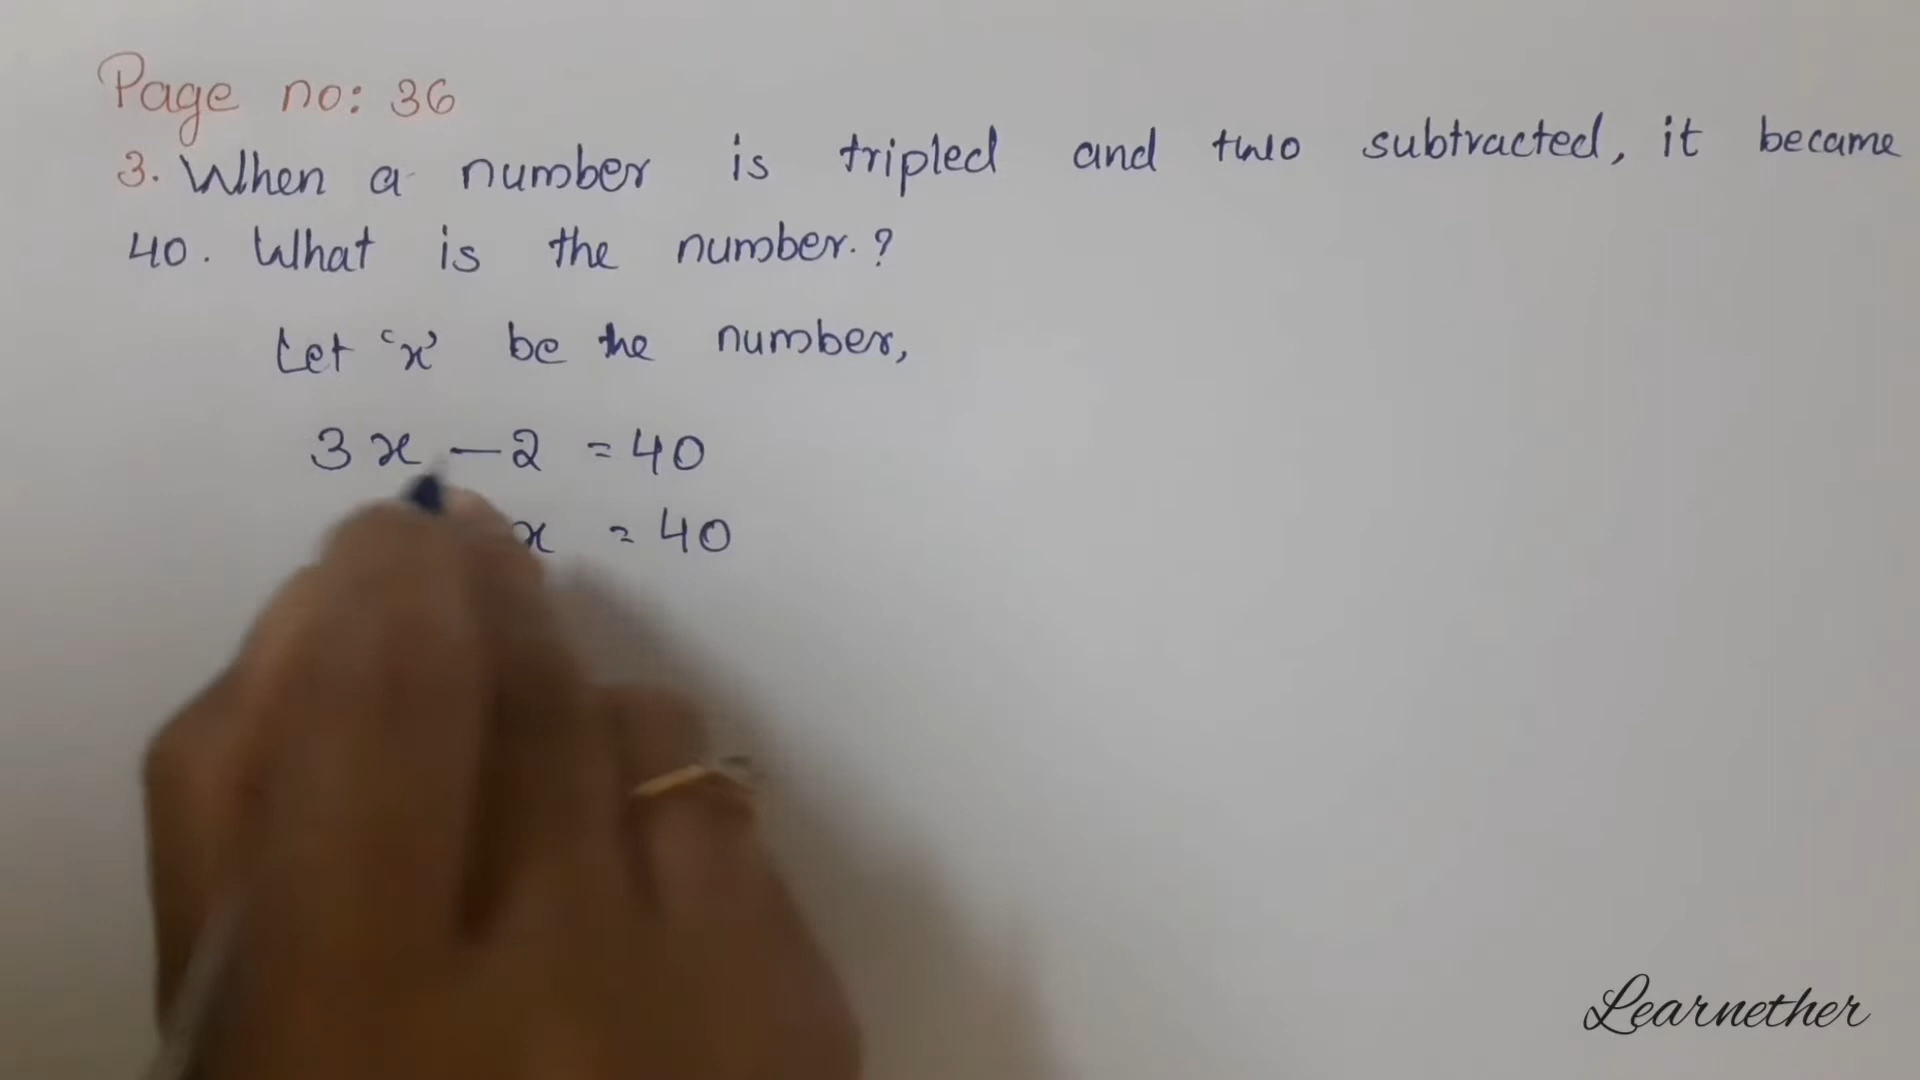 Page no: 36
3. When a number is tripled and two subtracted, it became
40. What is the number.?
Let 'x' be the number,
3x - 2 = 40
x = 40
Learnether